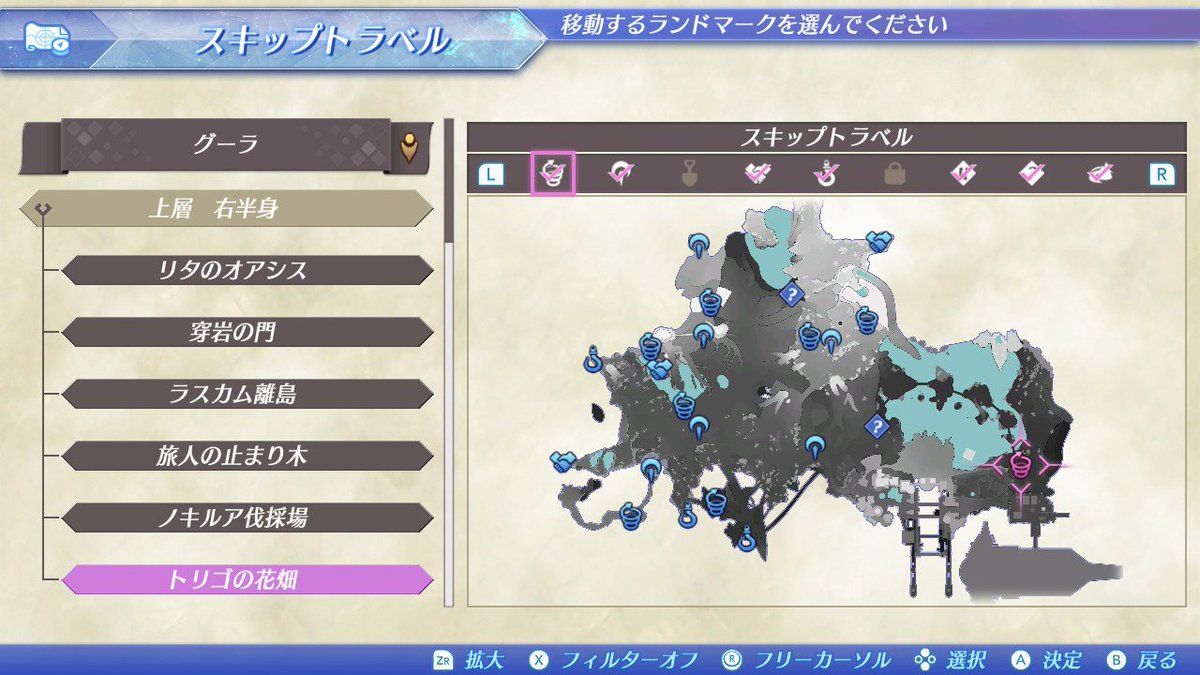 スキップトラベル
移動するランドマークを選んでください
グーラ
上層 右半身
リタのオアシス
穿岩の門
ラスカム離島
旅人の止まり木
ノキルア伐採場
トリゴの花畑
スキップトラベル
L R
?
?
ZR 拡大 X フィルターオフ R フリーカーソル 選択 A 決定 B 戻る